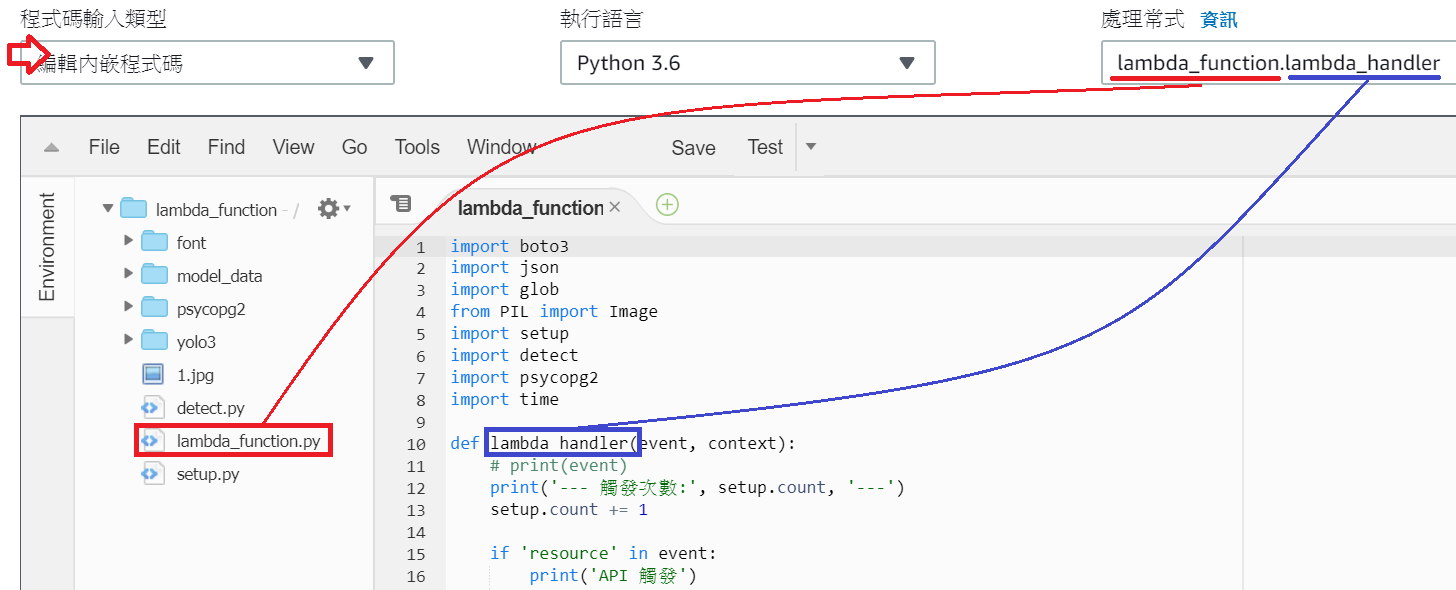 程式碼輸入類型 執行語言 處理常式 資訊
編輯內嵌程式碼 Python 3.6 lambda_function.lambda_handler
File Edit Find View Go Tools Window Save Test
Environment
lambda_function - /
font
model_data
psycopg2
yolo3
1.jpg
detect.py
lambda_function.py
setup.py
lambda_function ×
1 import boto3
2 import json
3 import glob
4 from PIL import Image
5 import setup
6 import detect
7 import psycopg2
8 import time
9
10 def lambda_handler(event, context):
11 # print(event)
12 print('--- 觸發次數:', setup.count, '---')
13 setup.count += 1
14
15 if 'resource' in event:
16 print('API 觸發')